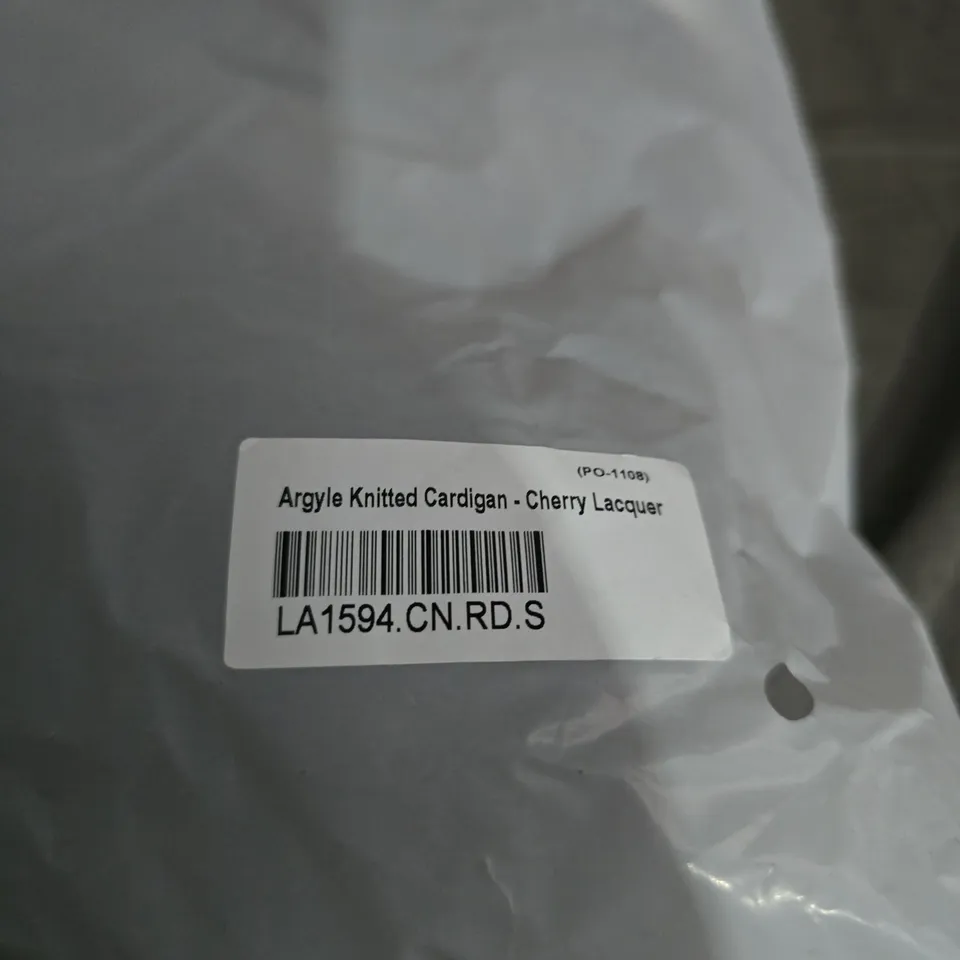 (PO-1108)
Argyle Knitted Cardigan - Cherry Lacquer
LA1594.CN.RD.S